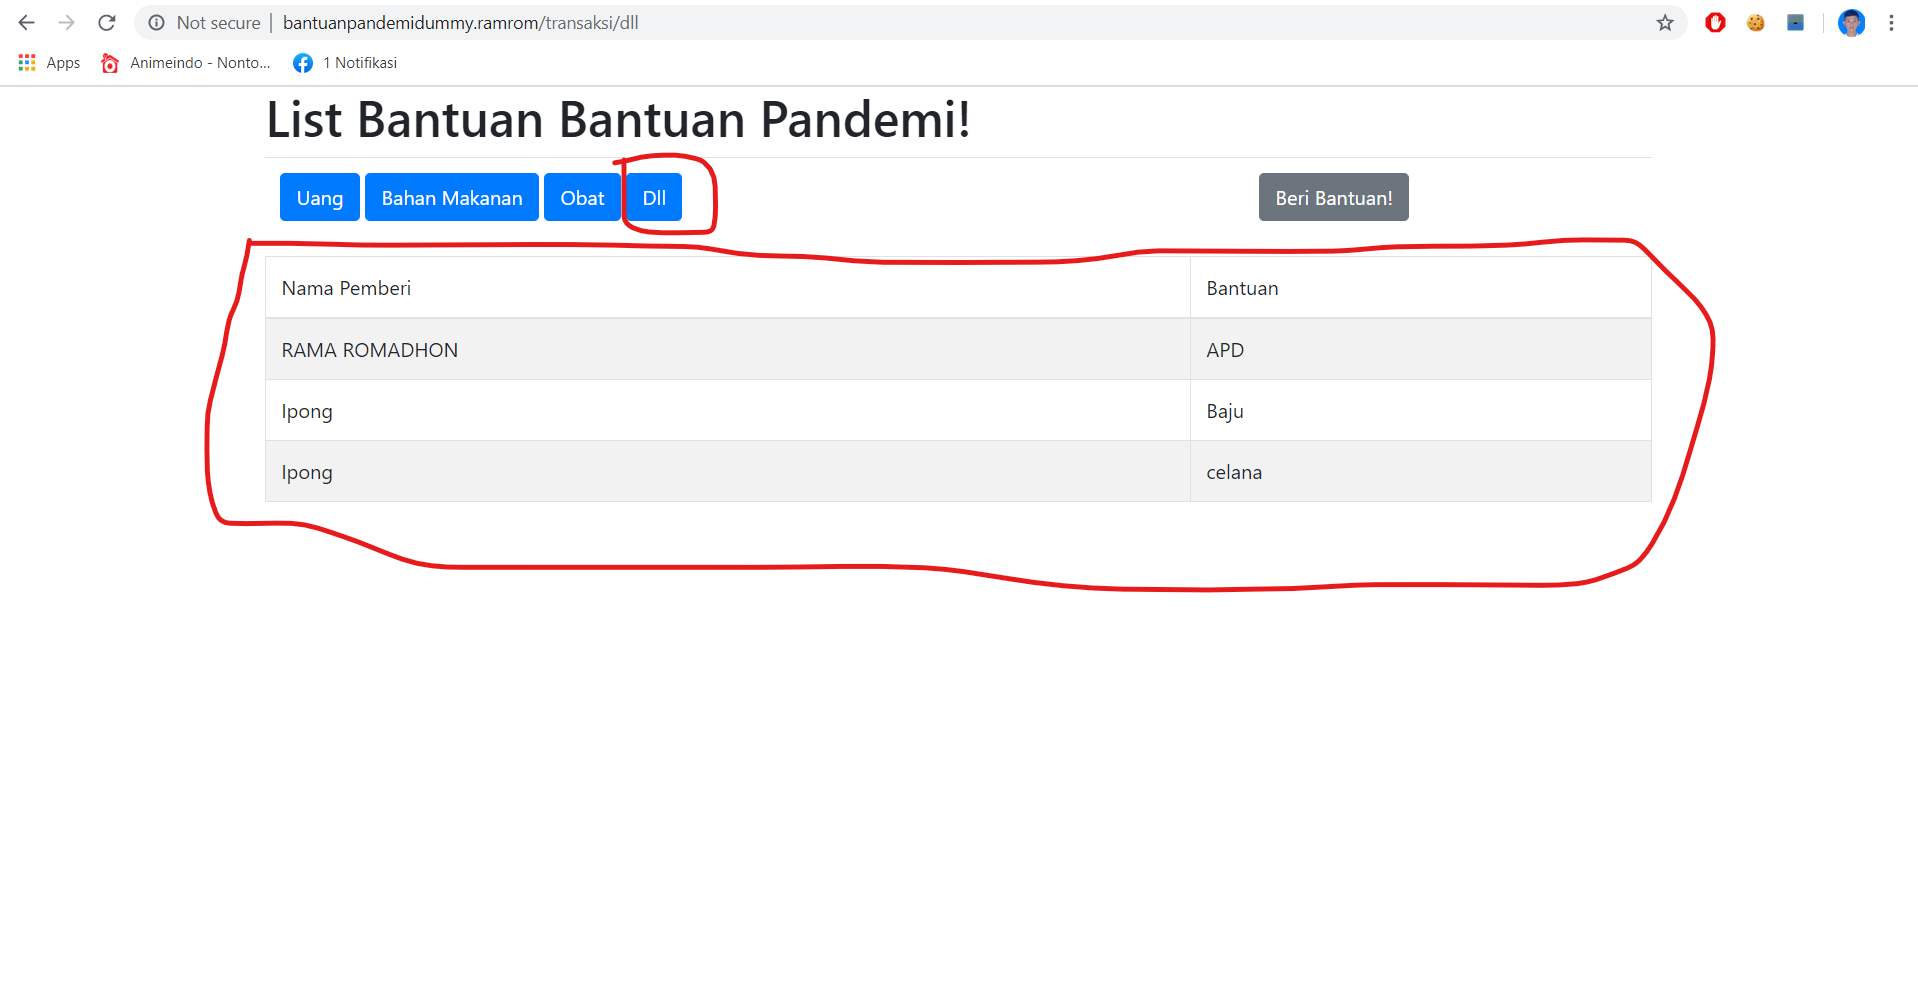 Not secure | bantuanpandemidummy.ramrom/transaksi/dll
Apps Animeindo - Nonto... 1 Notifikasi
List Bantuan Bantuan Pandemi!
Uang Bahan Makanan Obat Dll Beri Bantuan!
Nama Pemberi Bantuan
RAMA ROMADHON APD
Ipong Baju
Ipong celana